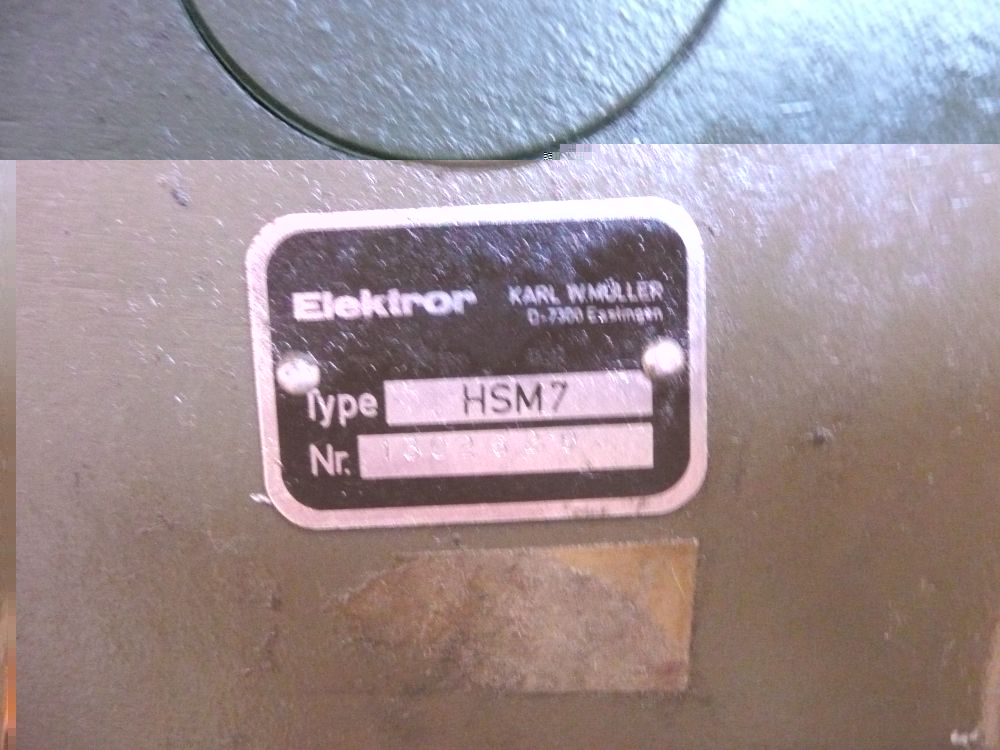 Elektror
KARL W. MÜLLER
D-7300 Esslingen
Type HSM7
Nr.